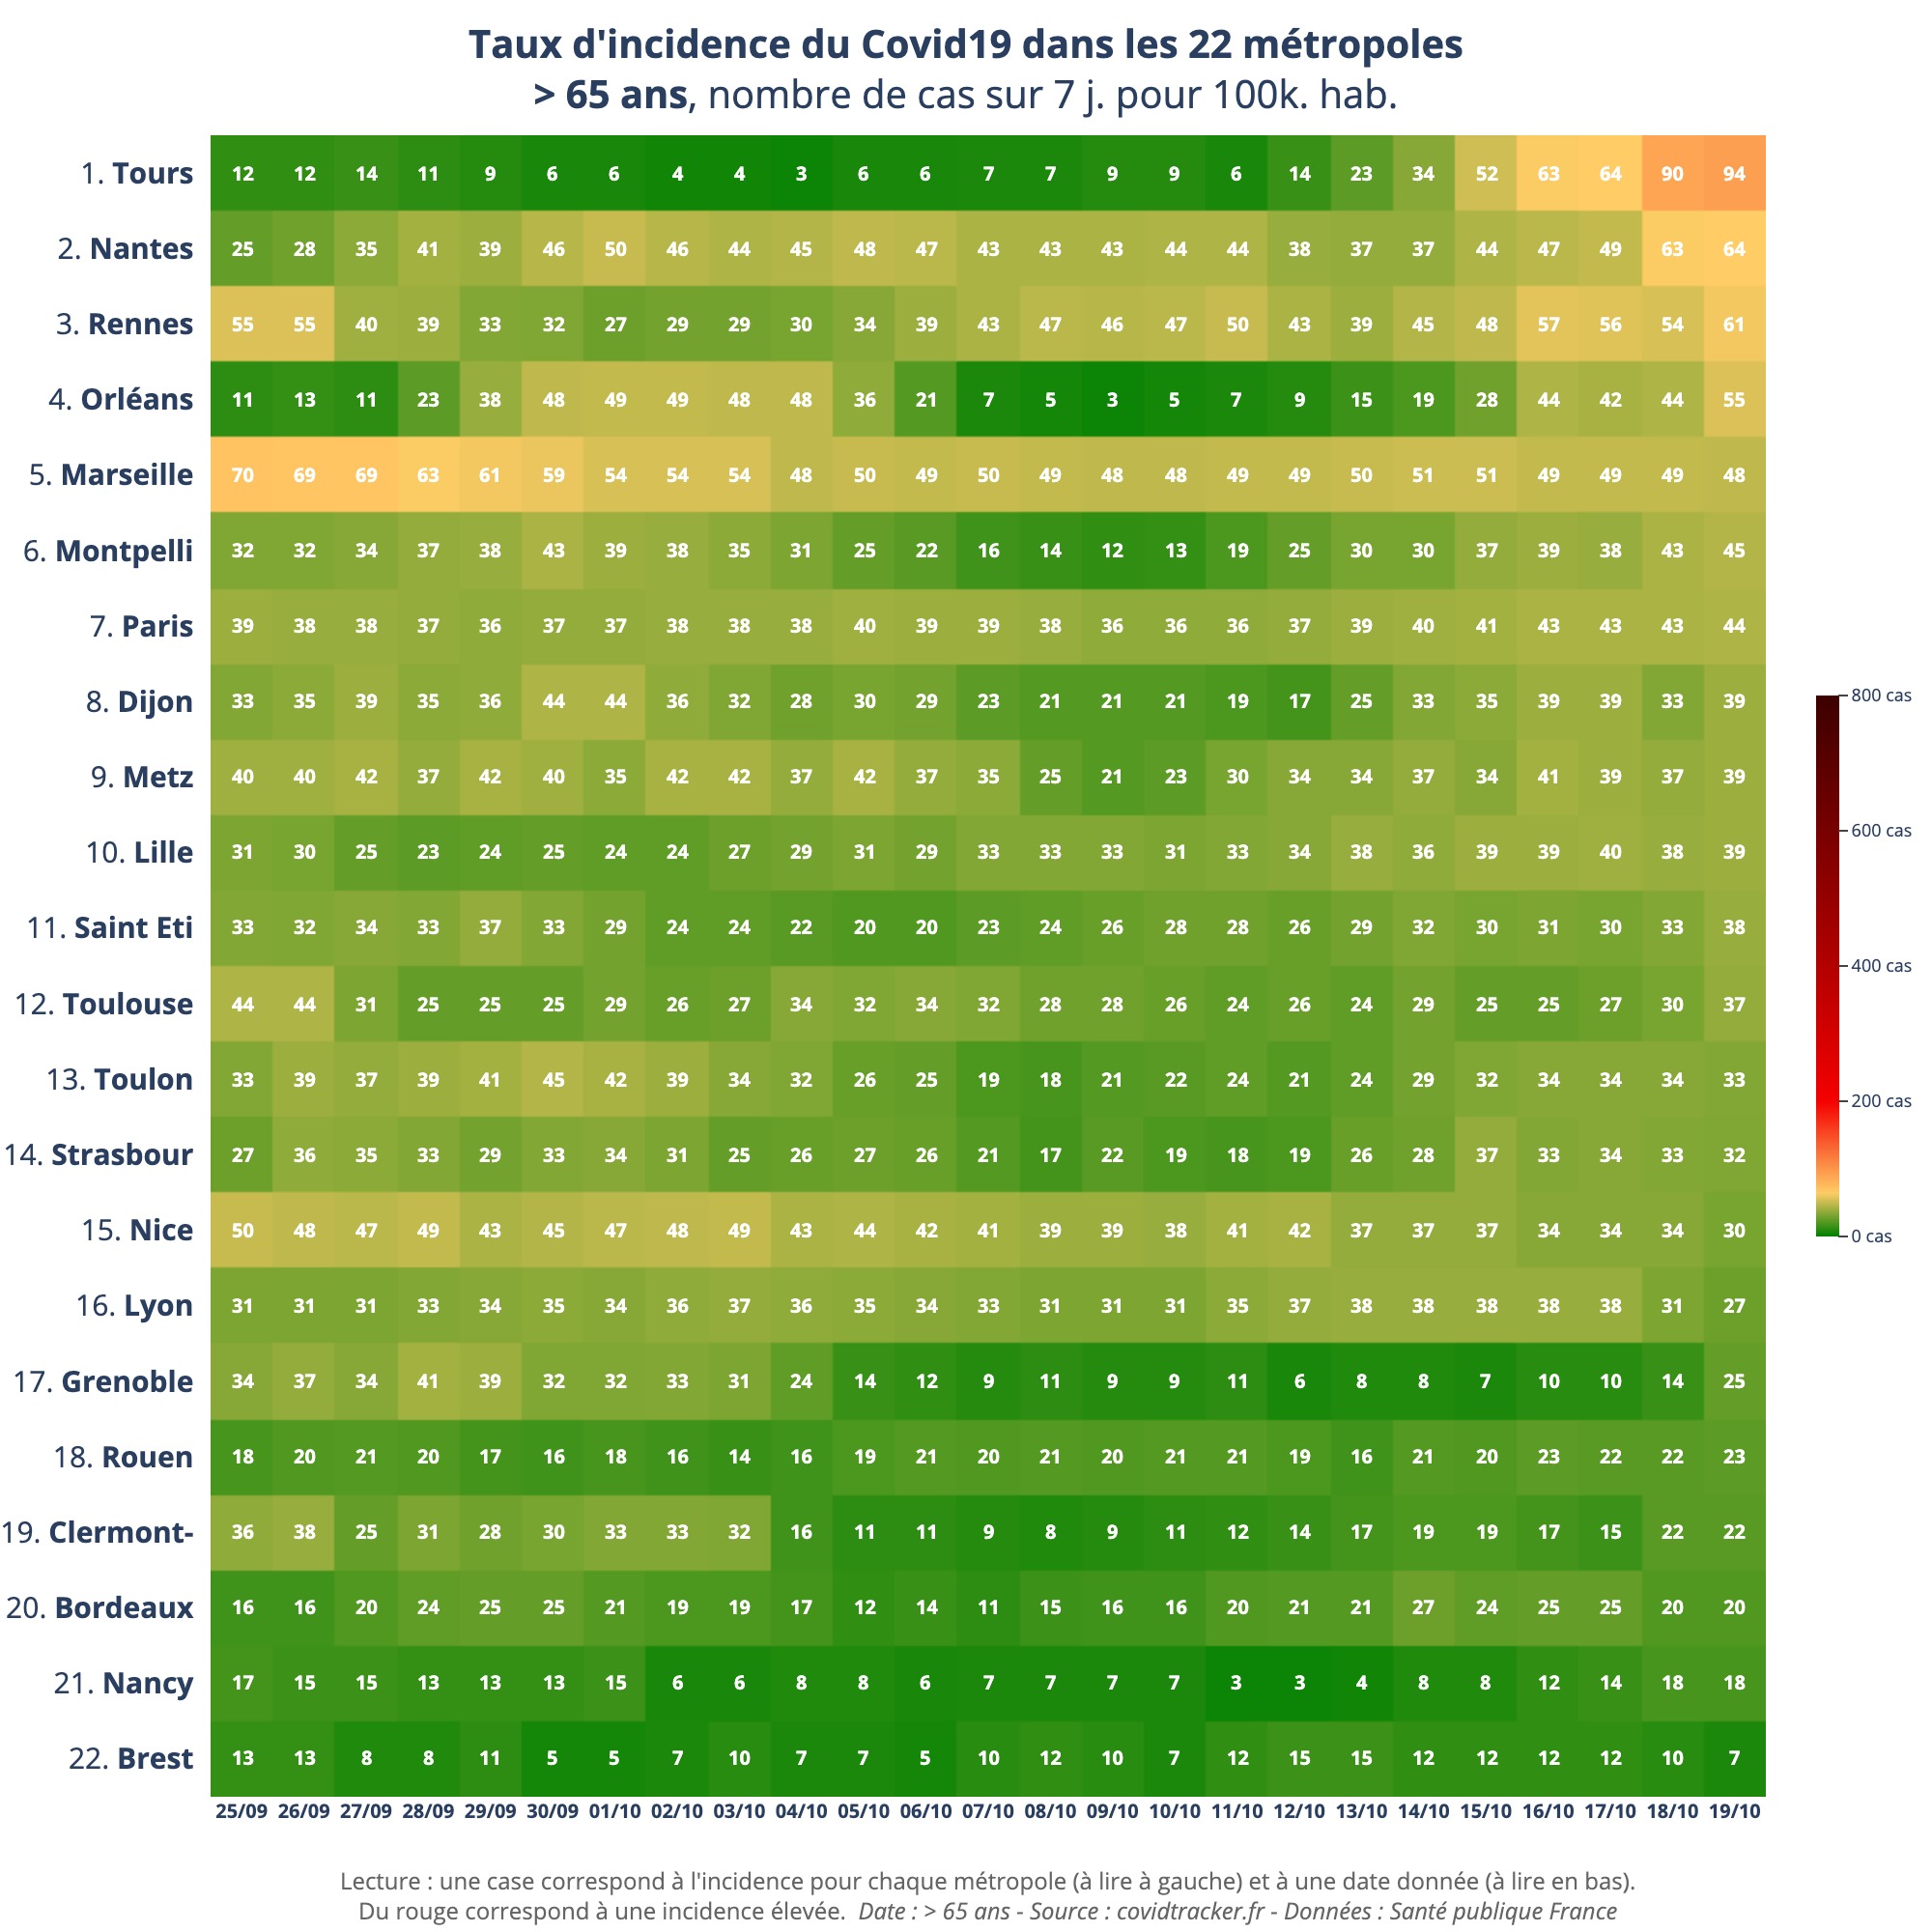 Taux d'incidence du Covid19 dans les 22 métropoles
> 65 ans, nombre de cas sur 7 j. pour 100k. hab.
1. Tours 12 12 14 11 9 6 6 4 4 3 6 6 7 7 9 9 6 14 23 34 52 63 64 90 94
2. Nantes 25 28 35 41 39 46 50 46 44 45 48 47 43 43 43 44 44 38 37 37 44 47 49 63 64
3. Rennes 55 55 40 39 33 32 27 29 29 30 34 39 43 47 46 47 50 43 39 45 48 57 56 54 61
4. Orléans 11 13 11 23 38 48 49 49 48 48 36 21 7 5 3 5 7 9 15 19 28 44 42 44 55
5. Marseille 70 69 69 63 61 59 54 54 54 48 50 49 50 49 48 48 49 49 50 51 51 49 49 49 48
6. Montpelli 32 32 34 37 38 43 39 38 35 31 25 22 16 14 12 13 19 25 30 30 37 39 38 43 45
7. Paris 39 38 38 37 36 37 37 38 38 38 40 39 39 38 36 36 36 37 39 40 41 43 43 43 44
8. Dijon 33 35 39 35 36 44 44 36 32 28 30 29 23 21 21 21 19 17 25 33 35 39 39 33 39
800 cas
9. Metz 40 40 42 37 42 40 35 42 42 37 42 37 35 25 21 23 30 34 34 37 34 41 39 37 39
600 cas
10. Lille 31 30 25 23 24 25 24 24 27 29 31 29 33 33 33 31 33 34 38 36 39 39 40 38 39
11. Saint Eti 33 32 34 33 37 33 29 24 24 22 20 20 23 24 26 28 28 26 29 32 30 31 30 33 38
400 cas
12. Toulouse 44 44 31 25 25 25 29 26 27 34 32 34 32 28 28 26 24 26 24 29 25 25 27 30 37
13. Toulon 33 39 37 39 41 45 42 39 34 32 26 25 19 18 21 22 24 21 24 29 32 34 34 34 33
200 cas
14. Strasbour 27 36 35 33 29 33 34 31 25 26 27 26 21 17 22 19 18 19 26 28 37 33 34 33 32
15. Nice 50 48 47 49 43 45 47 48 49 43 44 42 41 39 39 38 41 42 37 37 37 34 34 34 30
0 cas
16. Lyon 31 31 31 33 34 35 34 36 37 36 35 34 33 31 31 31 35 37 38 38 38 38 38 31 27
17. Grenoble 34 37 34 41 39 32 32 33 31 24 14 12 9 11 9 9 11 6 8 8 7 10 10 14 25
18. Rouen 18 20 21 20 17 16 18 16 14 16 19 21 20 21 20 21 21 19 16 21 20 23 22 22 23
19. Clermont- 36 38 25 31 28 30 33 33 32 16 11 11 9 8 9 11 12 14 17 19 19 17 15 22 22
20. Bordeaux 16 16 20 24 25 25 21 19 19 17 12 14 11 15 16 16 20 21 21 27 24 25 25 20 20
21. Nancy 17 15 15 13 13 13 15 6 6 8 8 6 7 7 7 7 3 3 4 8 8 12 14 18 18
22. Brest 13 13 8 8 11 5 5 7 10 7 7 5 10 12 10 7 12 15 15 12 12 12 12 10 7
25/09 26/09 27/09 28/09 29/09 30/09 01/10 02/10 03/10 04/10 05/10 06/10 07/10 08/10 09/10 10/10 11/10 12/10 13/10 14/10 15/10 16/10 17/10 18/10 19/10
Lecture : une case correspond à l'incidence pour chaque métropole (à lire à gauche) et à une date donnée (à lire en bas).
Du rouge correspond à une incidence élevée. Date : > 65 ans - Source : covidtracker.fr - Données : Santé publique France